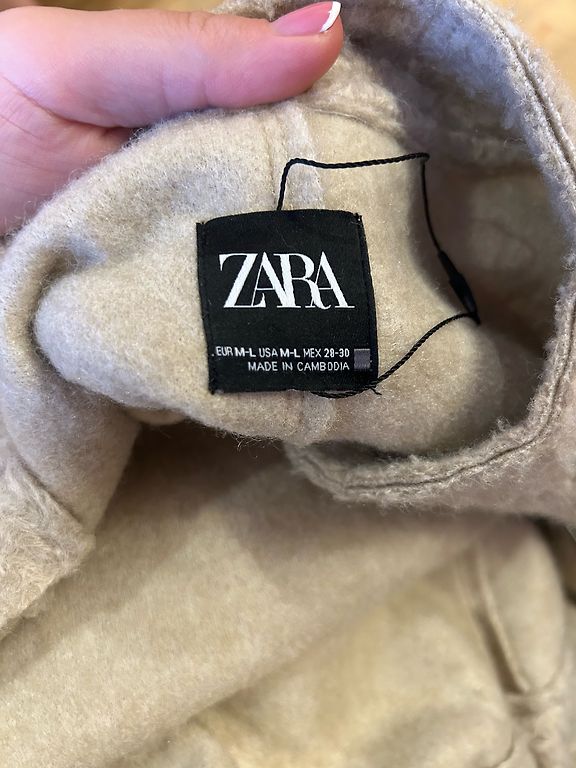 ZARA
EUR M-L USA M-L MEX 28-30
MADE IN CAMBODIA